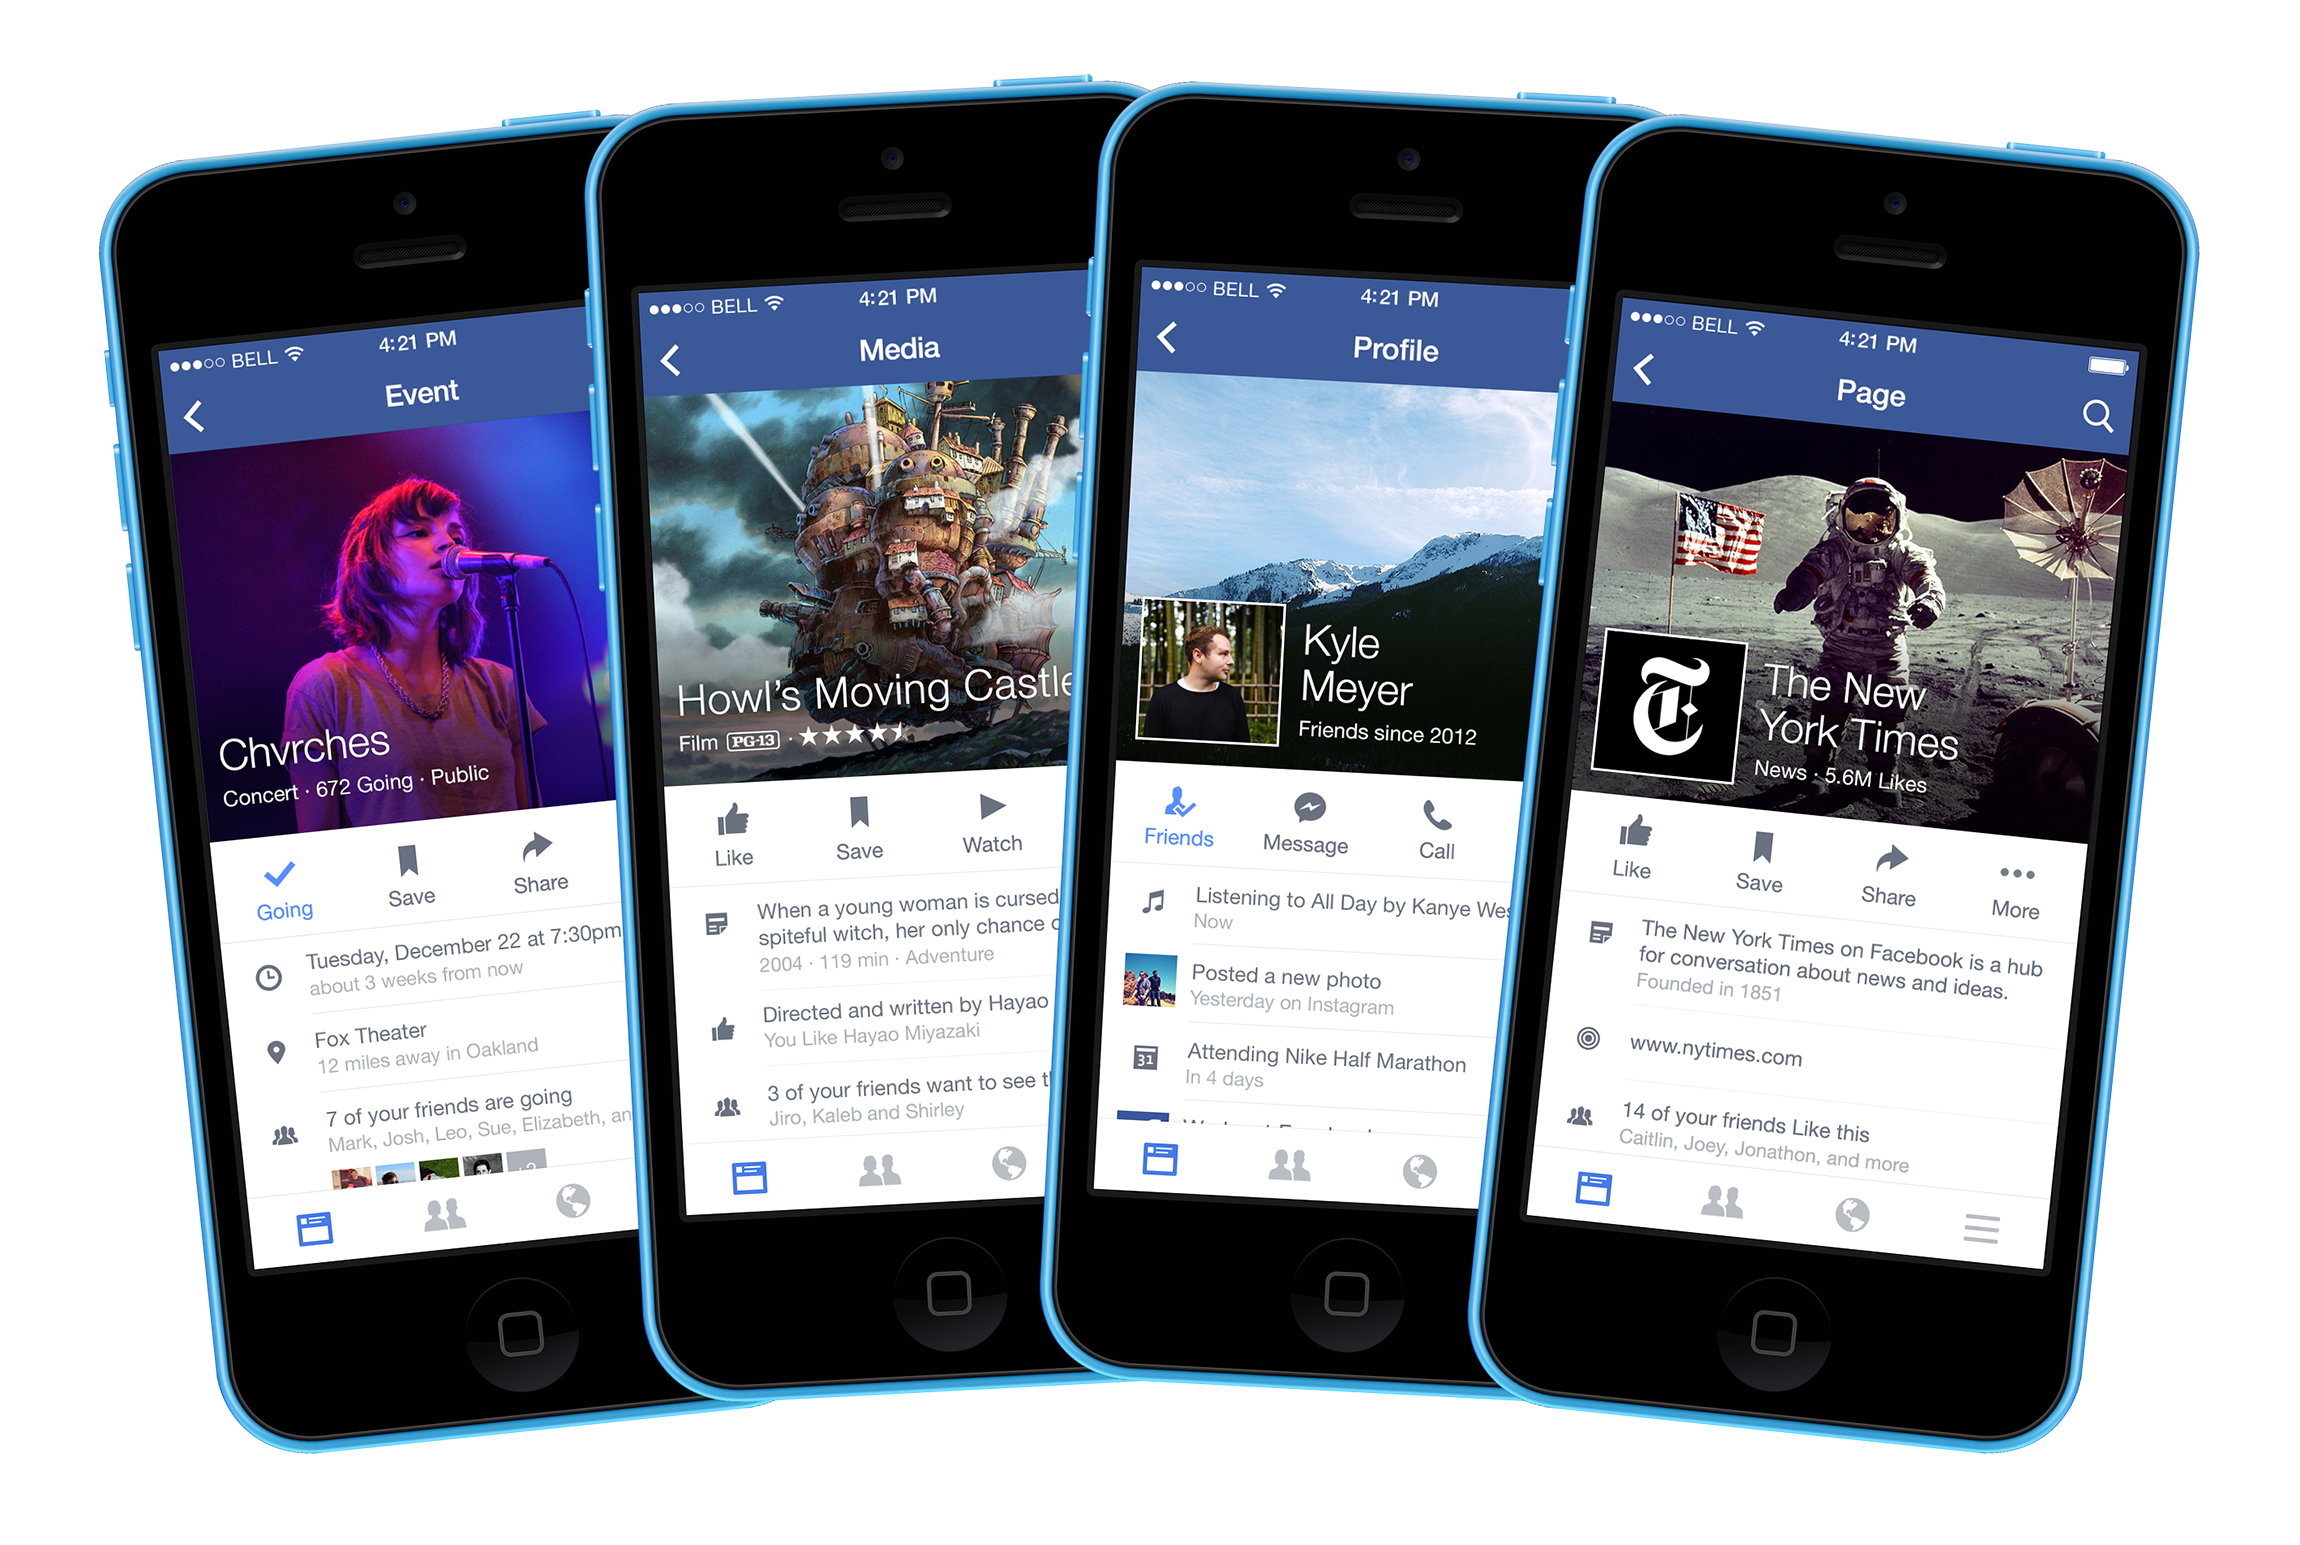 BELL
4:21 PM
Event
Chvrches
Concert · 672 Going · Public
Going
Save
Share
Tuesday, December 22 at 7:30pm
about 3 weeks from now
Fox Theater
12 miles away in Oakland
7 of your friends are going
Mark, Josh, Leo, Sue, Elizabeth, an
BELL
4:21 PM
Media
Howl's Moving Castle
Film PG-13 ·
Like
Save
Watch
When a young woman is cursed
spiteful witch, her only chance
2004 · 119 min · Adventure
Directed and written by Hayao
You Like Hayao Miyazaki
3 of your friends want to see
Jiro, Kaleb and Shirley
BELL
4:21 PM
Profile
Kyle
Meyer
Friends since 2012
Friends
Message
Call
Listening to All Day by Kanye Wes
Now
Posted a new photo
Yesterday on Instagram
31
Attending Nike Half Marathon
In 4 days
BELL
4:21 PM
Page
T
The New
York Times
News · 5.6M Likes
Like
Save
Share
More
The New York Times on Facebook is a hub
for conversation about news and ideas.
Founded in 1851
www.nytimes.com
14 of your friends Like this
Caitlin, Joey, Jonathon, and more